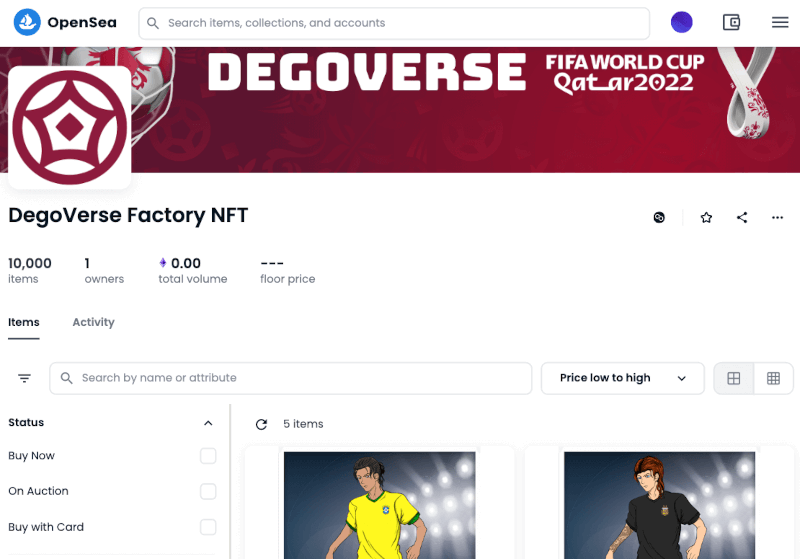 OpenSea
Search items, collections, and accounts
DEGOVERSE
FIFA WORLD CUP
Qatar2022
DegoVerse Factory NFT
10,000 1 0.00 ---
items owners total volume floor price
Items Activity
Search by name or attribute
Price low to high
Status
5 items
Buy Now
On Auction
Buy with Card